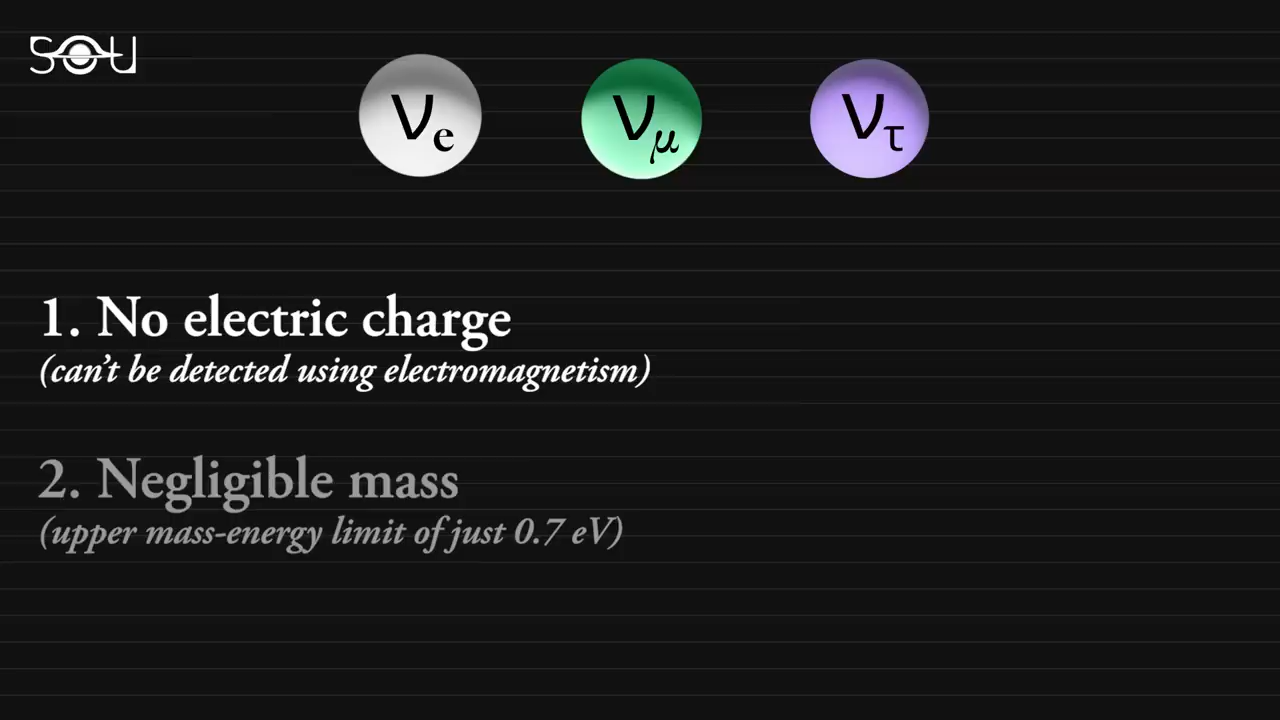 SOU
νe νμ ντ
1. No electric charge
(can’t be detected using electromagnetism)
2. Negligible mass
(upper mass-energy limit of just 0.7 eV)